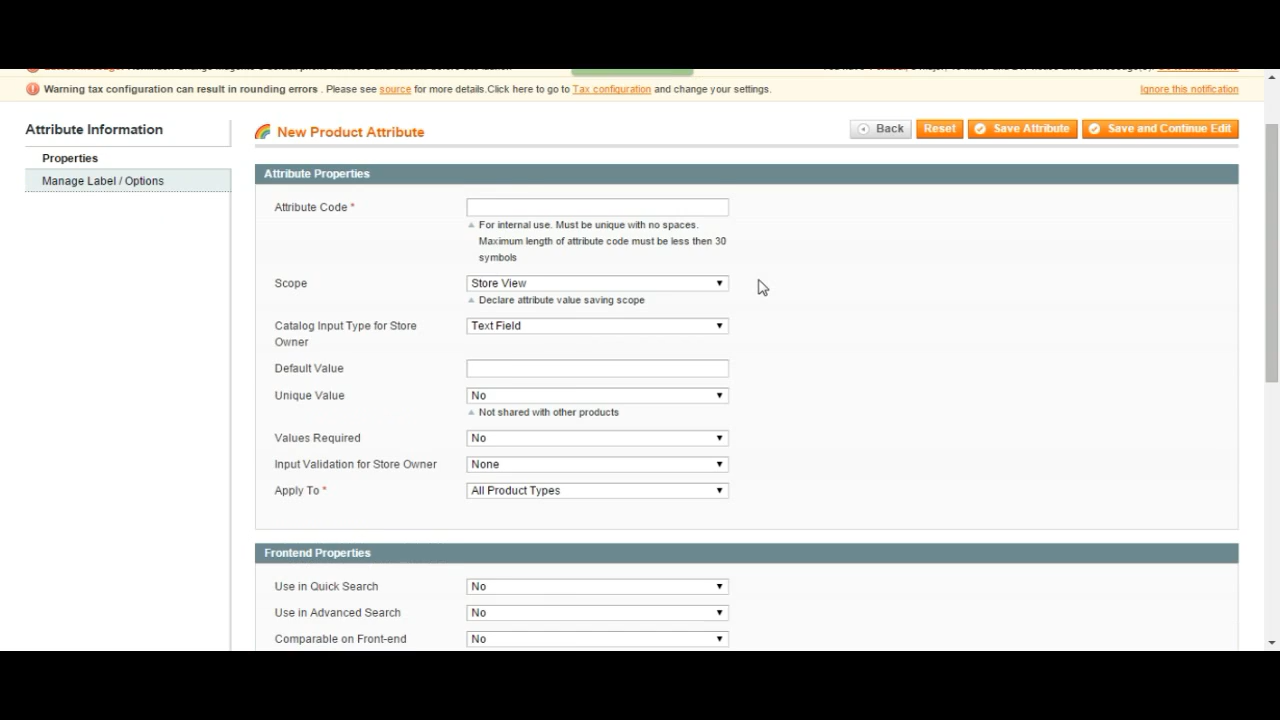 Warning tax configuration can result in rounding errors . Please see source for more details.Click here to go to Tax configuration and change your settings. Ignore this notification
Attribute Information
Properties
Manage Label / Options
New Product Attribute
Back Reset Save Attribute Save and Continue Edit
Attribute Properties
Attribute Code *
For internal use. Must be unique with no spaces.
Maximum length of attribute code must be less then 30
symbols
Scope Store View
Declare attribute value saving scope
Catalog Input Type for Store
Owner
Text Field
Default Value
Unique Value No
Not shared with other products
Values Required No
Input Validation for Store Owner None
Apply To * All Product Types
Frontend Properties
Use in Quick Search No
Use in Advanced Search No
Comparable on Front-end No